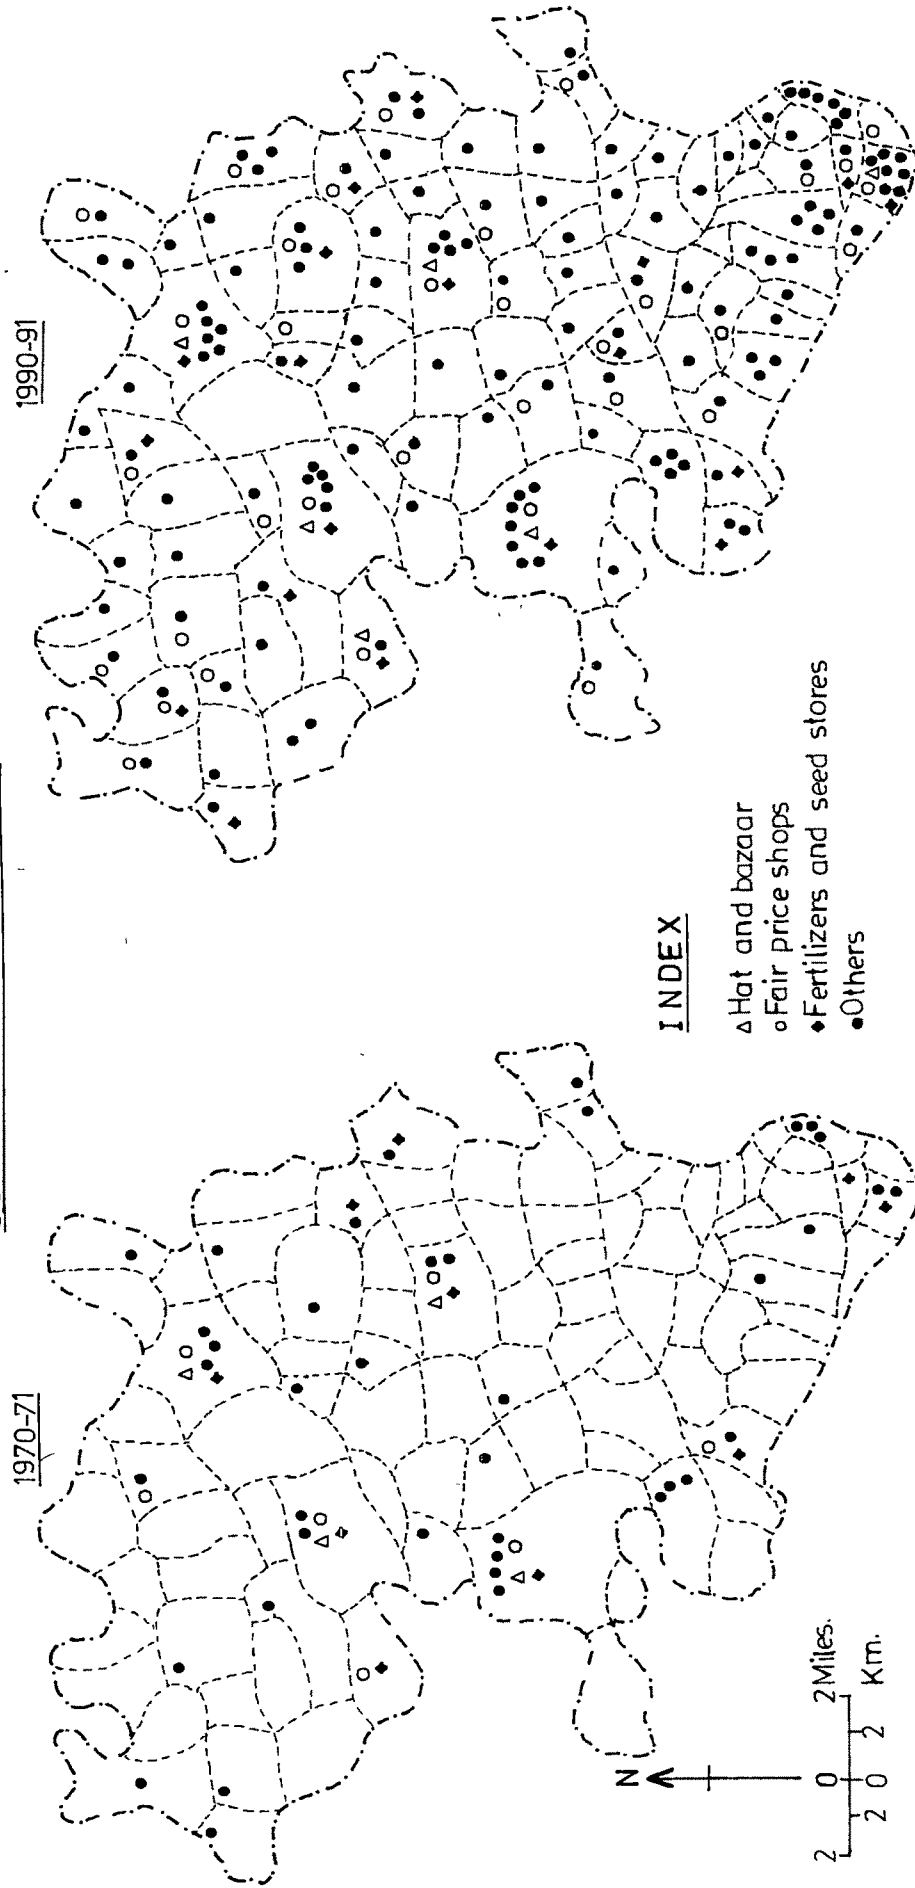 1970-71
1990-91
INDEX
△ Hat and bazaar
○ Fair price shops
◆ Fertilizers and seed stores
● Others
N
2 0 2 Miles.
2 0 2 Km.